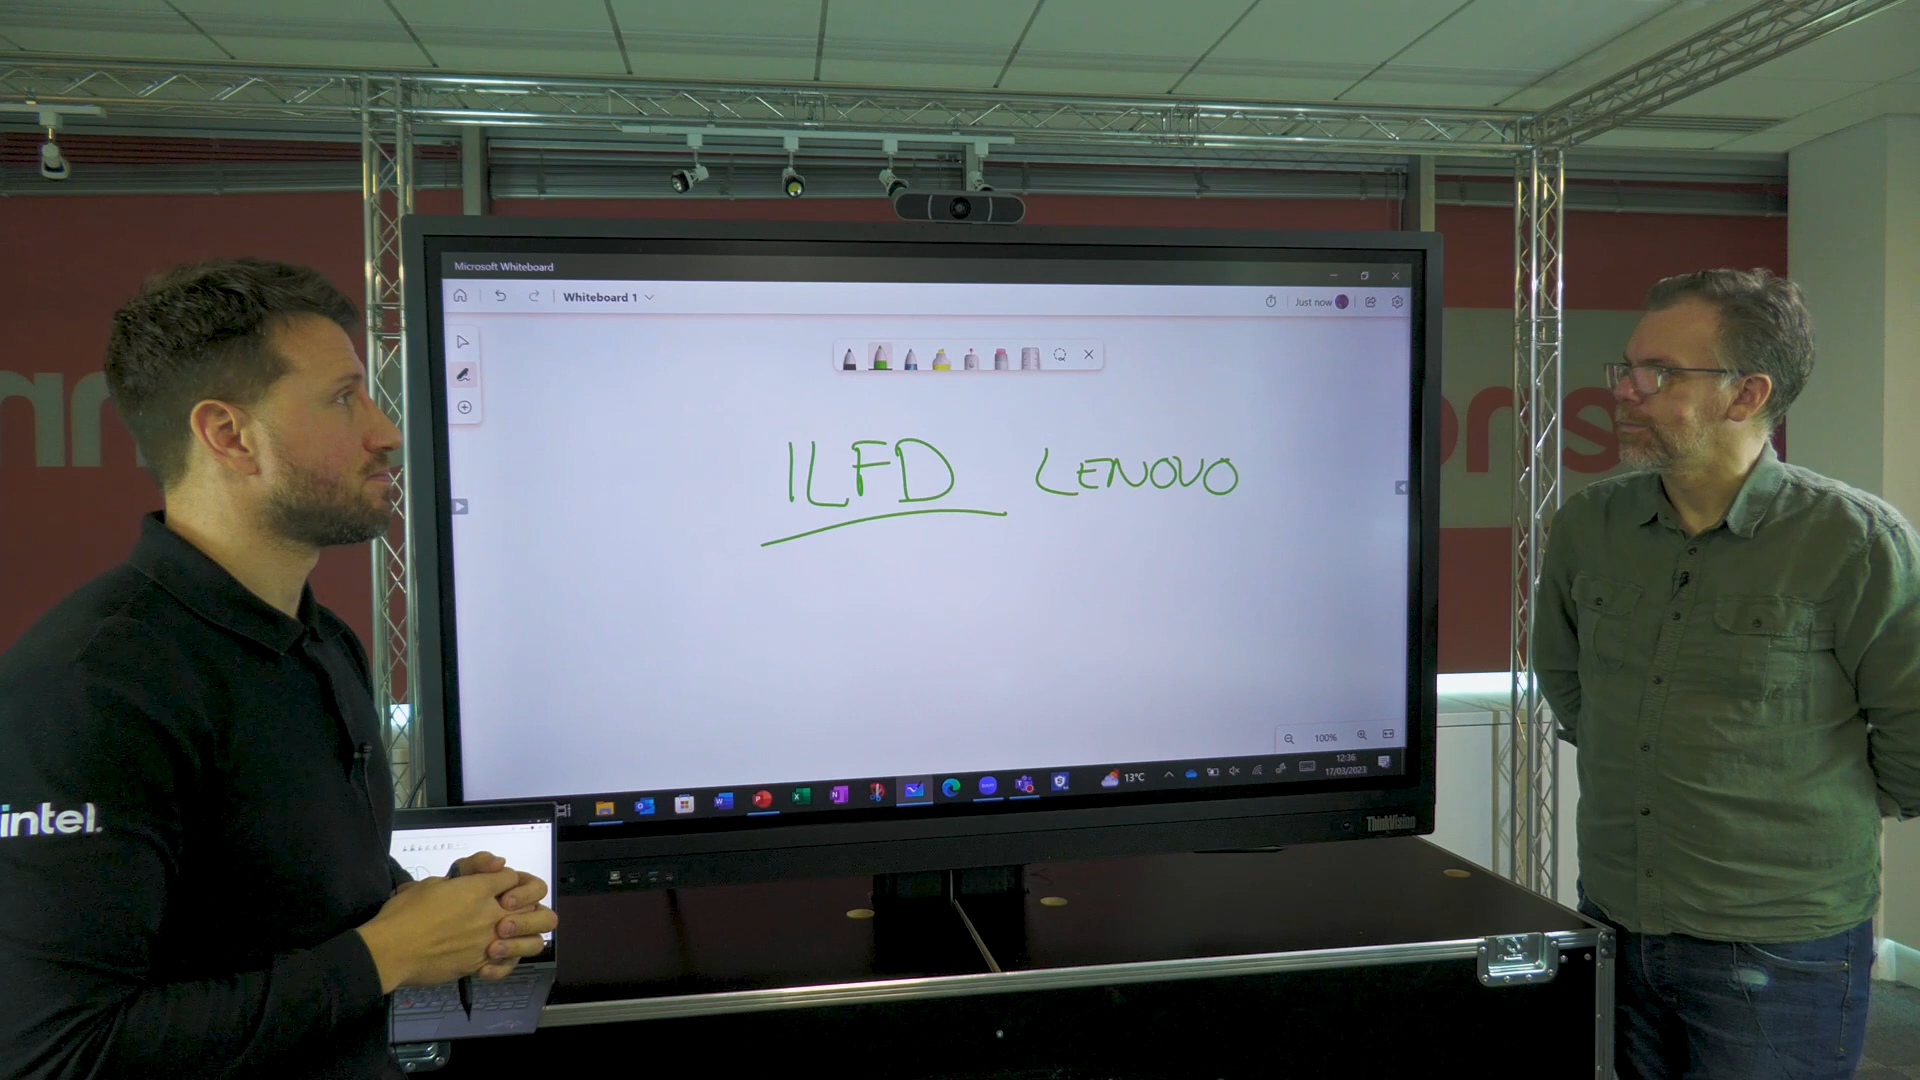 Microsoft Whiteboard
Whiteboard 1
Just now
ILFD LENOVO
100%
13°C
12:36
17/03/2023
ThinkVision
intel.